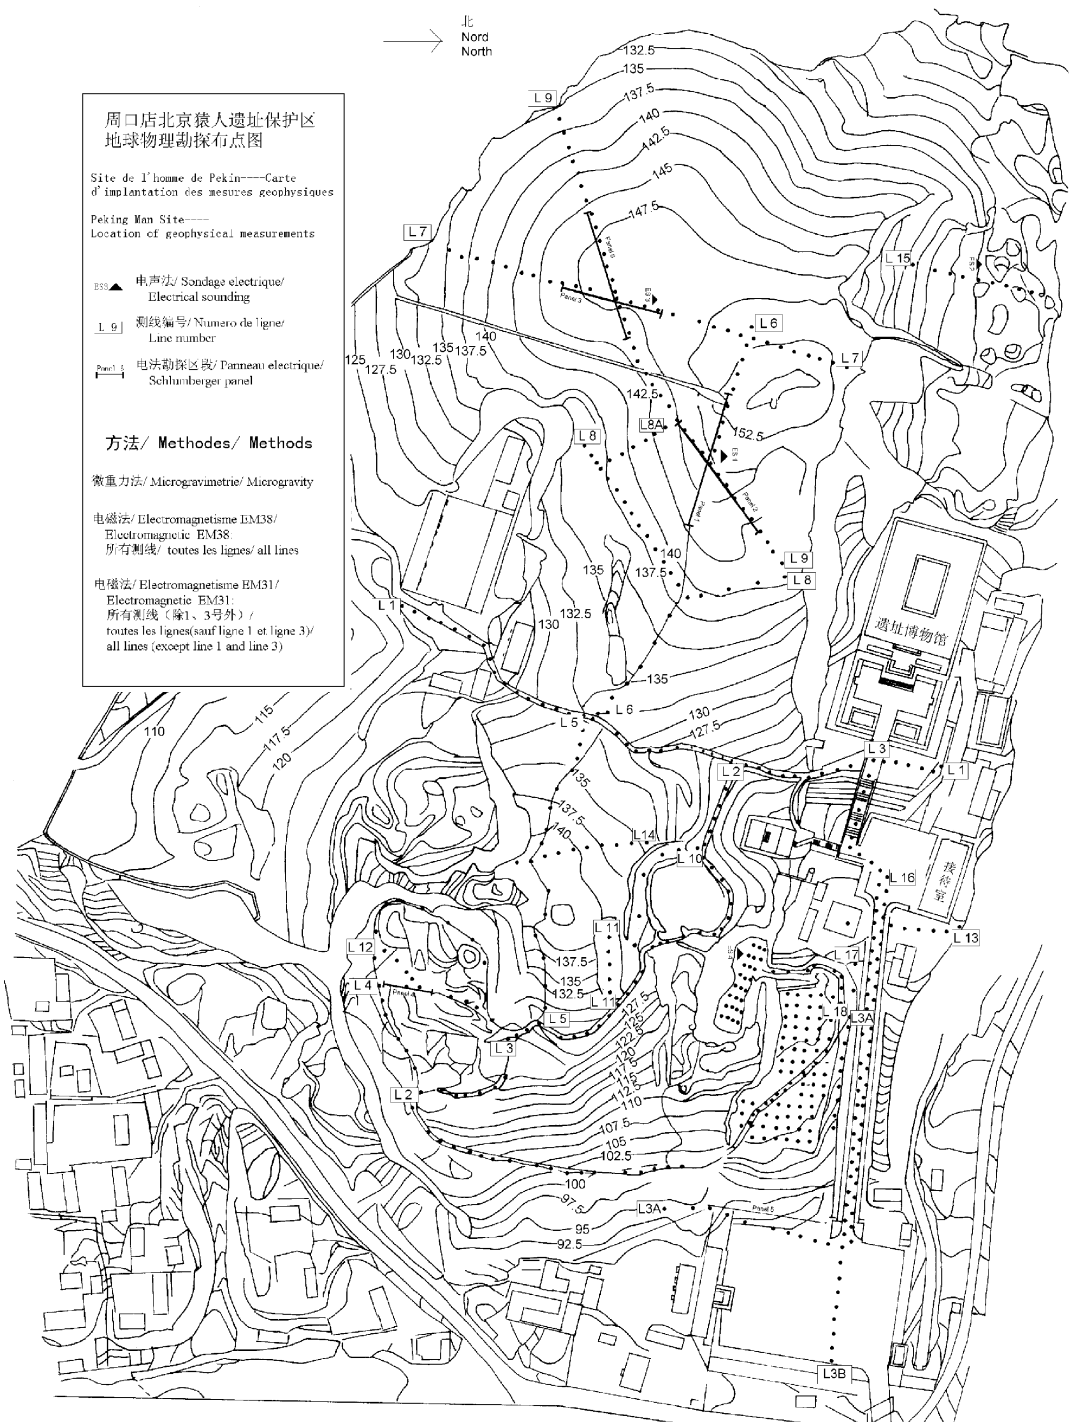 北
Nord
North
周口店北京猿人遗址保护区
地球物理勘探布点图
Site de l'homme de Pekin----Carte
d'implantation des mesures geophysiques
Peking Man Site----
Location of geophysical measurements
ES3 电声法/ Sondage electrique/
Electrical sounding
L 9 测线编号/ Numero de ligne/
Line number
电法勘探区段/ Panneau electrique/
Schlumberger panel
方法/ Methodes/ Methods
微重力法/ Microgravimetrie/ Microgravity
电磁法/ Electromagnetisme EM38/
Electromagnetic EM38:
所有测线/ toutes les lignes/ all lines
电磁法/ Electromagnetisme EM31/
Electromagnetic EM31:
所有测线（除1、3号外）/
toutes les lignes(sauf ligne 1 et ligne 3)/
all lines (except line 1 and line 3)
132.5
135
137.5
140
142.5
145
147.5
L 9
L 7
L 15
Panel 3
L 6
L 7
125
127.5
130
132.5
135
137.5
140
142.5
152.5
L8A
L 8
Panel 1
Panel 2
L 9
L 8
140
137.5
135
132.5
130
L 1
遗址博物馆
135
L 6
L 5
130
127.5
110
115
117.5
120
L 3
L 1
L 2
135
137.5
140
L14
L 10
接待室
L 16
L 13
L 11
L 12
L 17
137.5
135
132.5
L 4
Panel 4
L 11
127.5
125
122.5
120
L 18
L3A
L 5
L 3
L 2
110
107.5
105
102.5
100
97.5
95
92.5
L3A
Panel 5
L3B